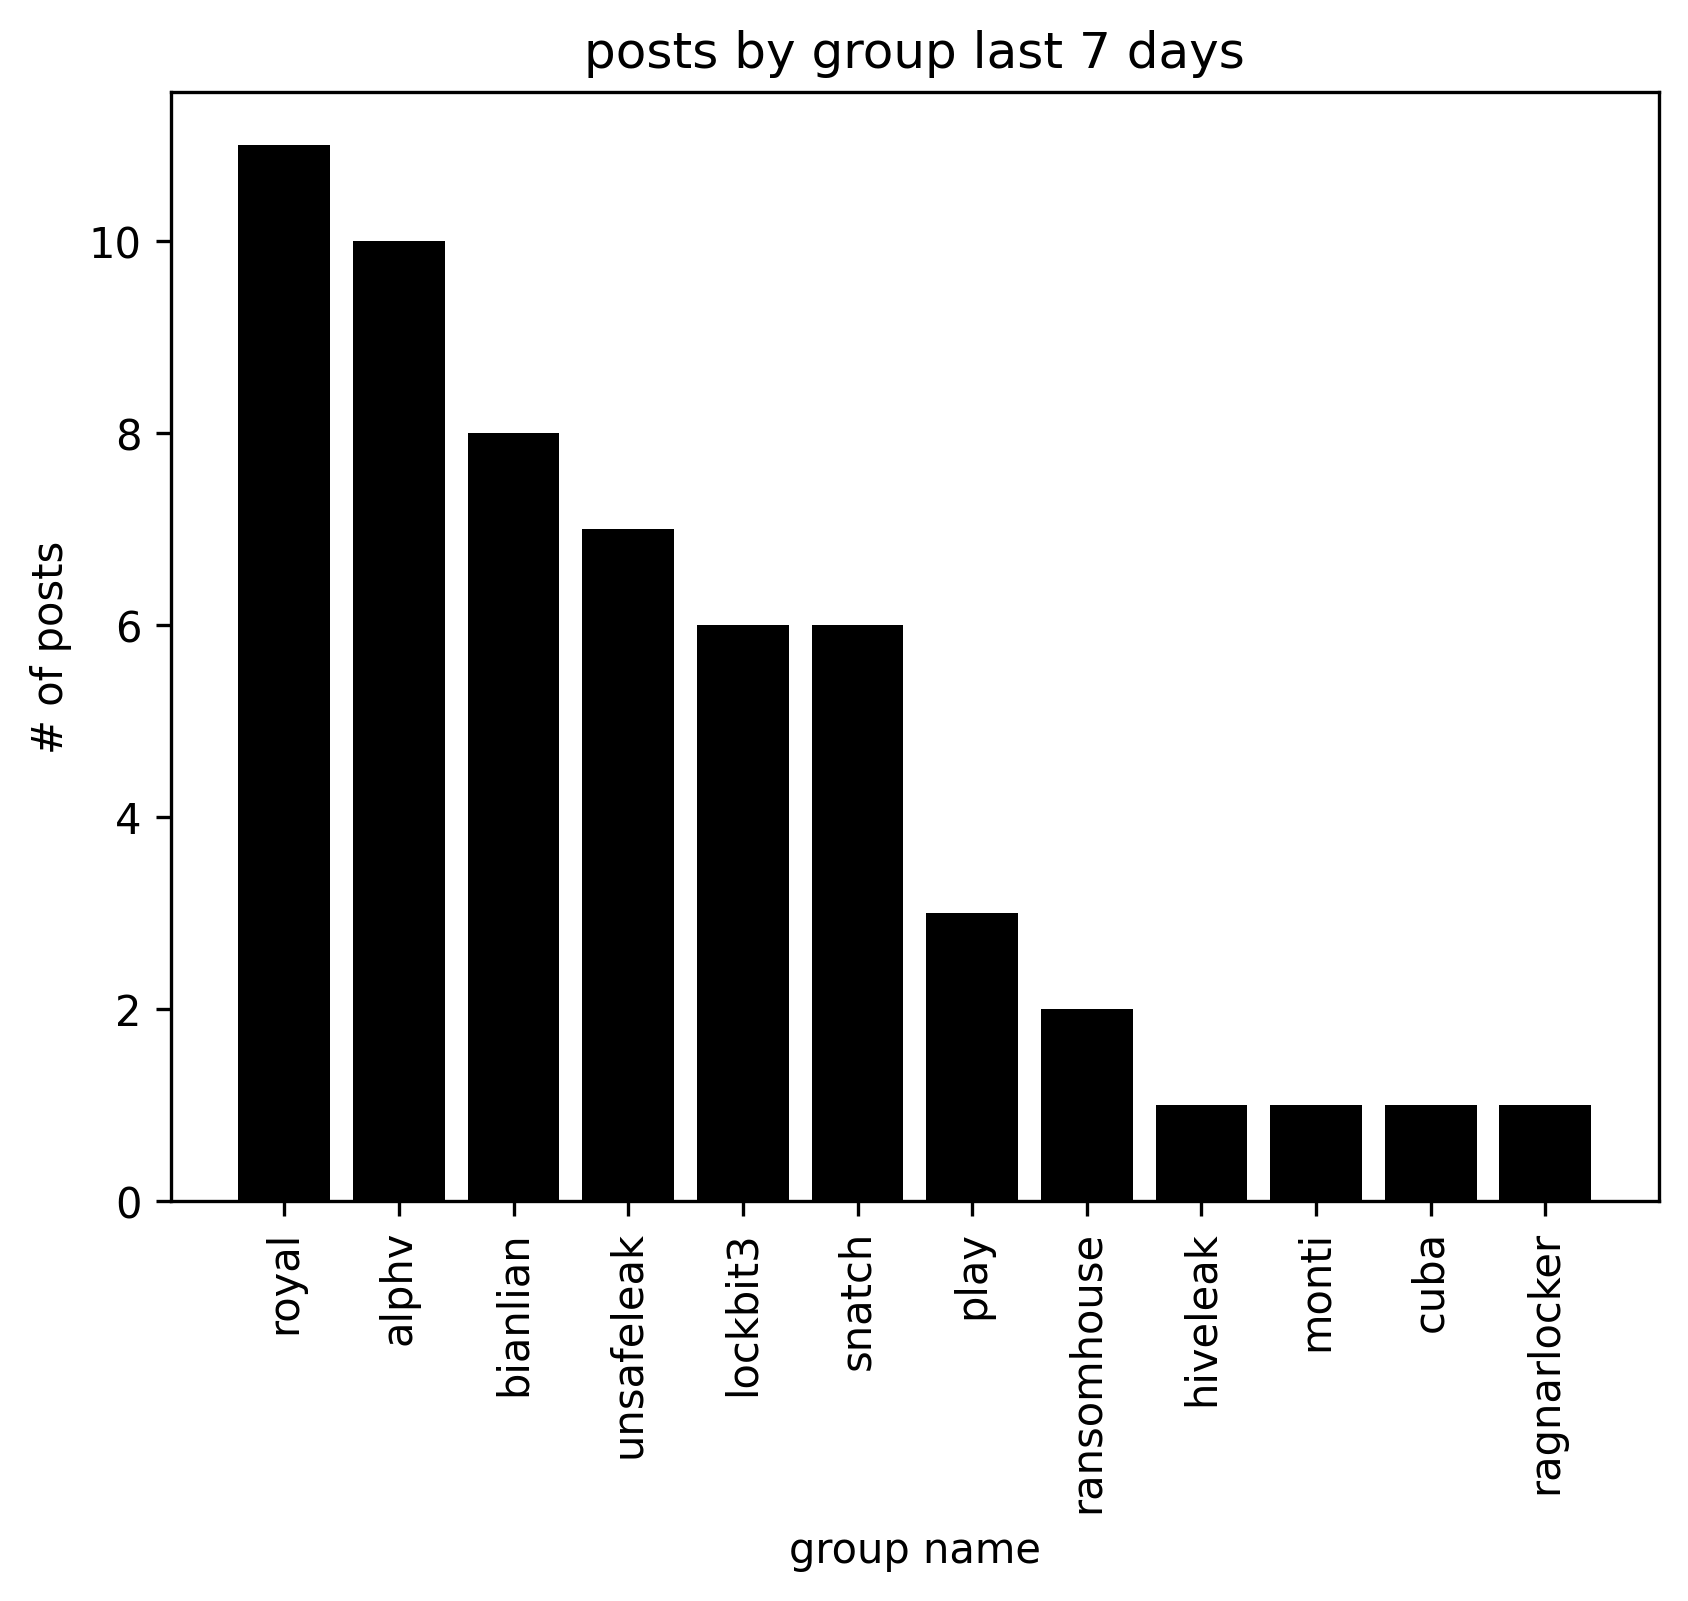 posts by group last 7 days
# of posts
10
8
6
4
2
0
royal
alphv
bianlian
unsafeleak
lockbit3
snatch
play
ransomhouse
hiveleak
monti
cuba
ragnarlocker
group name